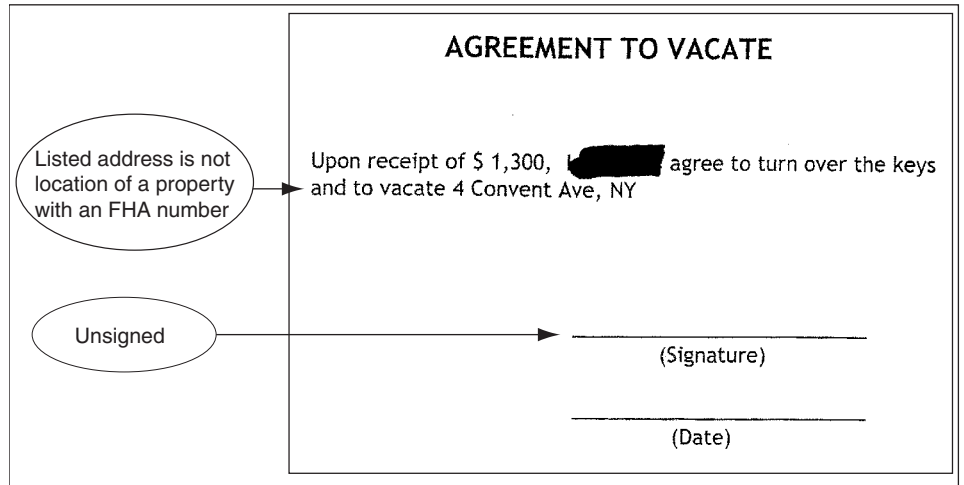 AGREEMENT TO VACATE
Listed address is not
location of a property
with an FHA number
Upon receipt of $ 1,300, agree to turn over the keys
and to vacate 4 Convent Ave, NY
Unsigned
(Signature)
(Date)